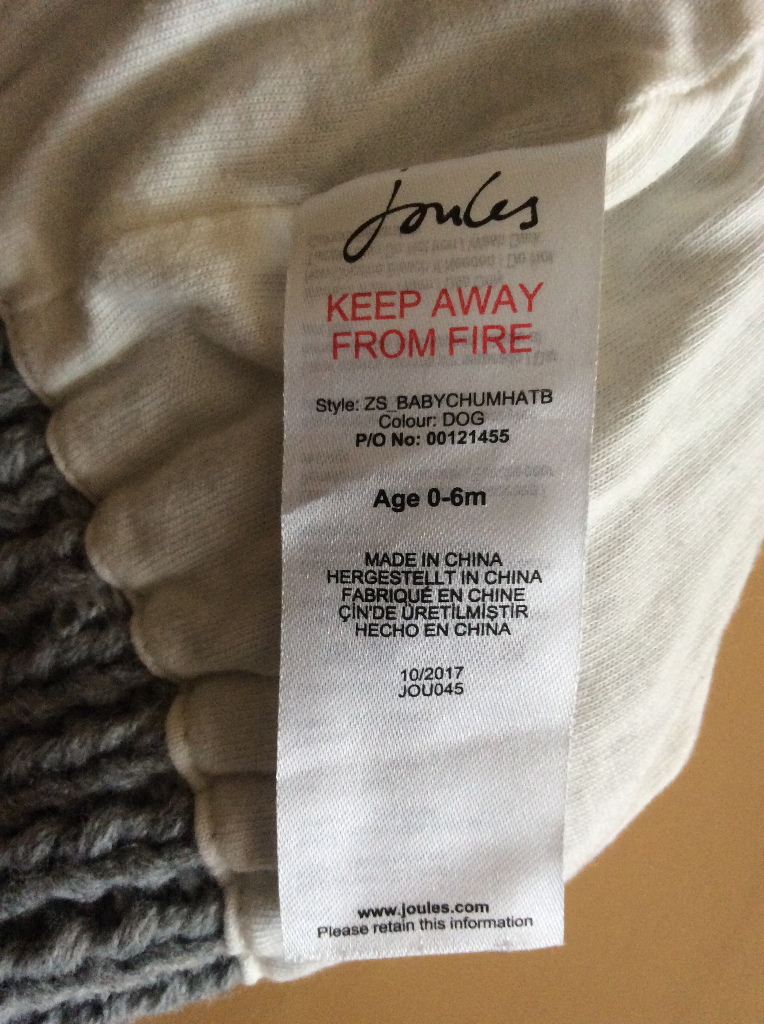 joules
KEEP AWAY
FROM FIRE
Style: ZS_BABYCHUMHATB
Colour: DOG
P/O No: 00121455
Age 0-6m
MADE IN CHINA
HERGESTELLT IN CHINA
FABRIQUÉ EN CHINE
ÇİN'DE ÜRETİLMİŞTİR
HECHO EN CHINA
10/2017
JOU045
www.joules.com
Please retain this information